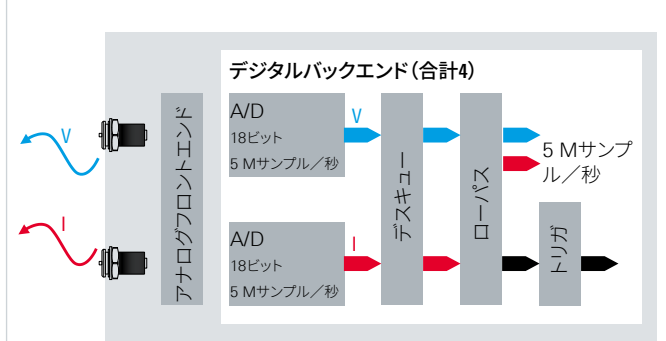 デジタルバックエンド（合計4）
V
I
アナログフロントエンド
A/D
18ビット
5 Mサンプル／秒
V
A/D
18ビット
5 Mサンプル／秒
I
デスキュー
ローパス
5 Mサンプ
ル／秒
トリガ